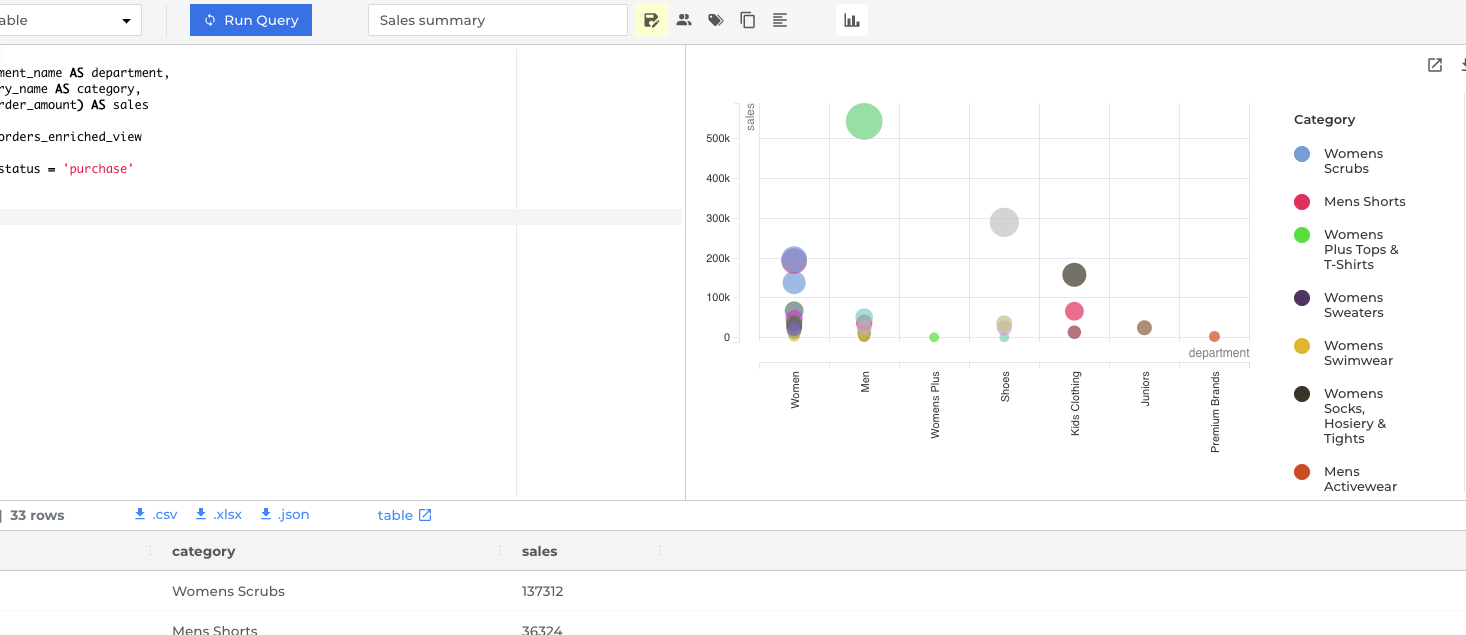 able
Run Query
Sales summary
ment_name AS department,
ry_name AS category,
rder_amount) AS sales
orders_enriched_view
status = 'purchase'
sales
500k
400k
300k
200k
100k
0
department
Women
Men
Womens Plus
Shoes
Kids Clothing
Juniors
Premium Brands
Category
Womens
Scrubs
Mens Shorts
Womens
Plus Tops &
T-Shirts
Womens
Sweaters
Womens
Swimwear
Womens
Socks,
Hosiery &
Tights
Mens
Activewear
33 rows
.csv
.xlsx
.json
table
category
sales
Womens Scrubs
137312
Mens Shorts
36324